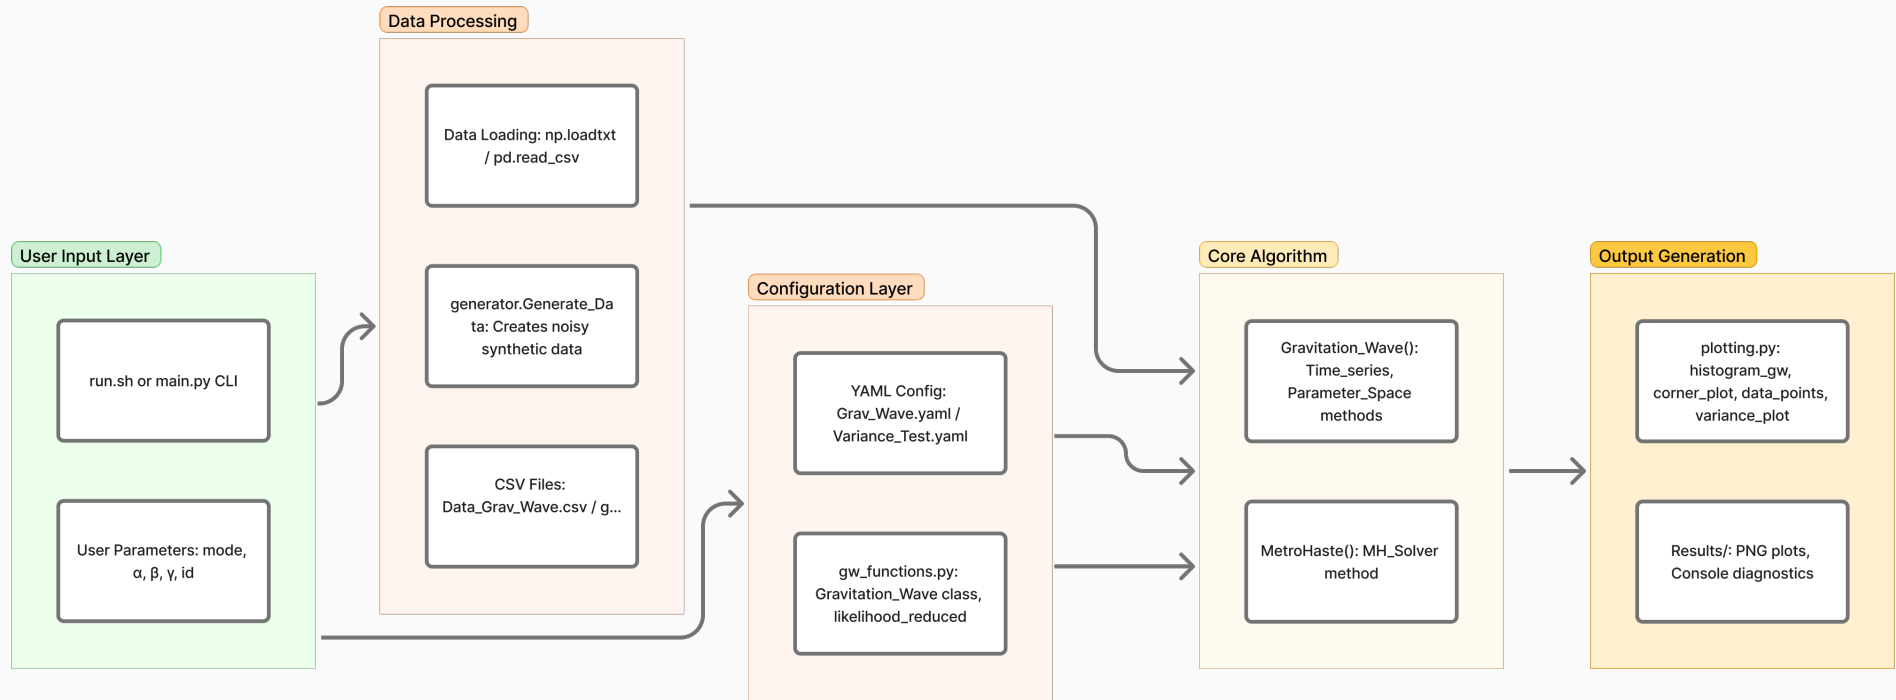 Data Processing
Data Loading: np.loadtxt
/ pd.read_csv
generator.Generate_Da
ta: Creates noisy
synthetic data
CSV Files:
Data_Grav_Wave.csv / g...
User Input Layer
run.sh or main.py CLI
User Parameters: mode,
α, β, γ, id
Configuration Layer
YAML Config:
Grav_Wave.yaml /
Variance_Test.yaml
gw_functions.py:
Gravitation_Wave class,
likelihood_reduced
Core Algorithm
Gravitation_Wave():
Time_series,
Parameter_Space
methods
MetroHaste(): MH_Solver
method
Output Generation
plotting.py:
histogram_gw,
corner_plot, data_points,
variance_plot
Results/: PNG plots,
Console diagnostics